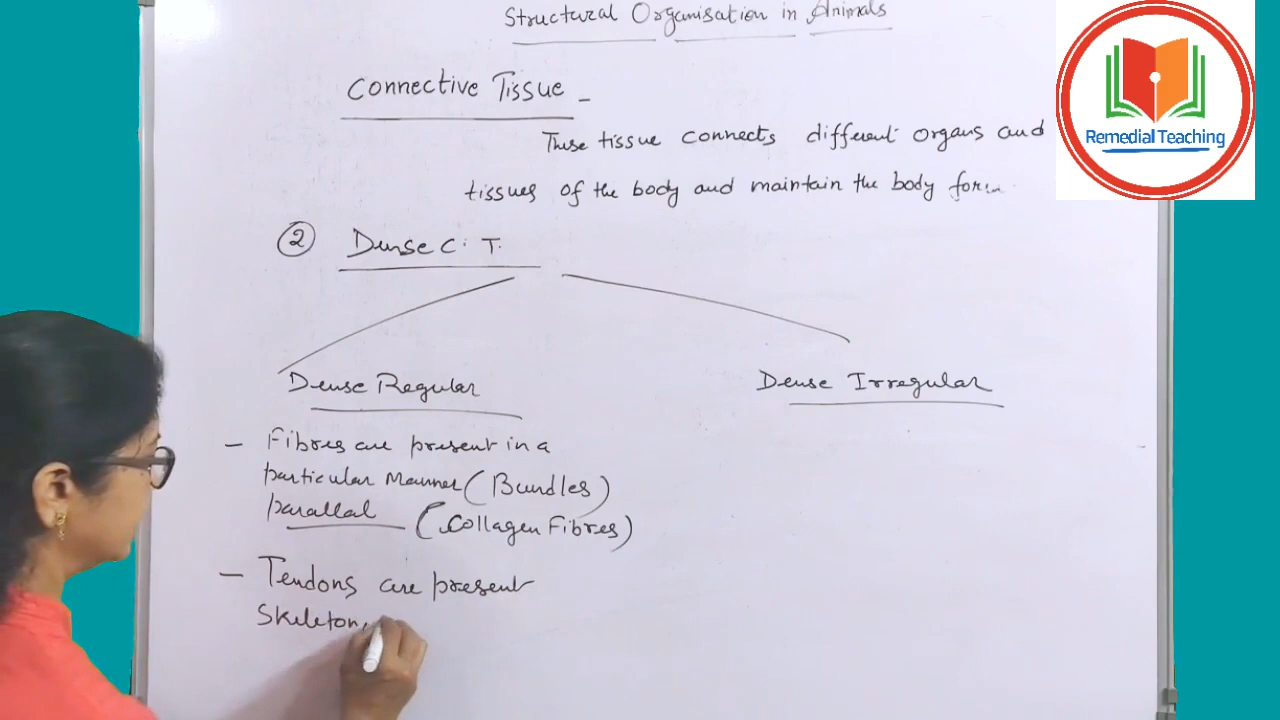 Structural Organisation in Animals
Connective Tissue -
These tissue connects different organs and
tissues of the body and maintain the body form
② Dense C. T.
Dense Regular
Dense Irregular
- Fibres are present in a
particular Manner (Bundles)
parallal (Collagen Fibres)
- Tendons are present
Skeleton
Remedial Teaching